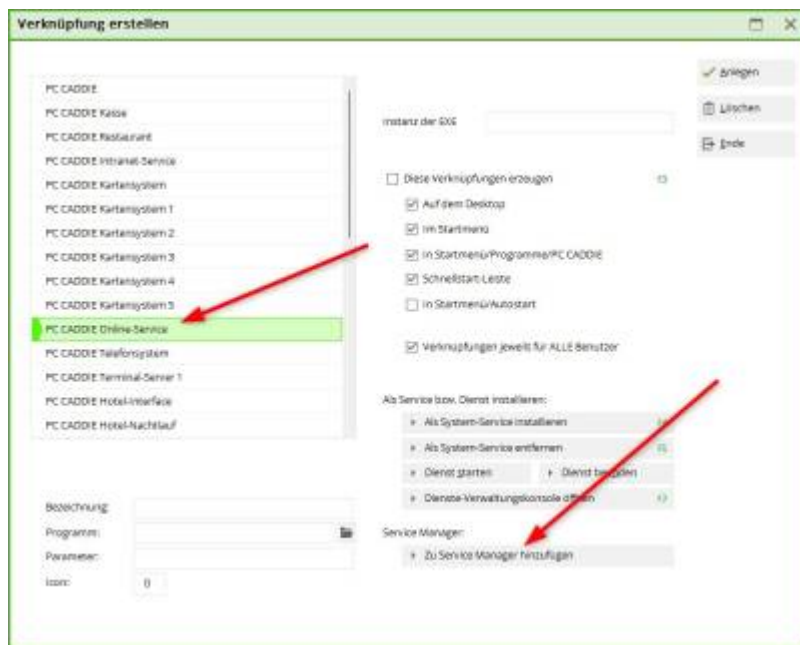 Verknüpfung erstellen
PC CADDIE
PC CADDIE Kasse
PC CADDIE Restaurant
PC CADDIE Intranet-Service
PC CADDIE Kartensystem
PC CADDIE Kartensystem 1
PC CADDIE Kartensystem 2
PC CADDIE Kartensystem 3
PC CADDIE Kartensystem 4
PC CADDIE Kartensystem 5
PC CADDIE Online-Service
PC CADDIE Telefonsystem
PC CADDIE Terminal-Server 1
PC CADDIE Hotel-Interface
PC CADDIE Hotel-Nachtlauf
Bezeichnung:
Programm:
Parameter:
Icon: 0
Instanz der EXE
Diese Verknüpfungen erzeugen
Auf dem Desktop
Im Startmenü
In Startmenü/Programme/PC CADDIE
Schnellstart-Leiste
In Startmenü/Autostart
Verknüpfungen jeweils für ALLE Benutzer
Als Service bzw. Dienst installieren:
Als System-Service installieren
Als System-Service entfernen
Dienst starten
Dienst beenden
Dienste-Verwaltungskonsole öffnen
Service Manager:
Zu Service Manager hinzufügen
Anlegen
Löschen
Ende